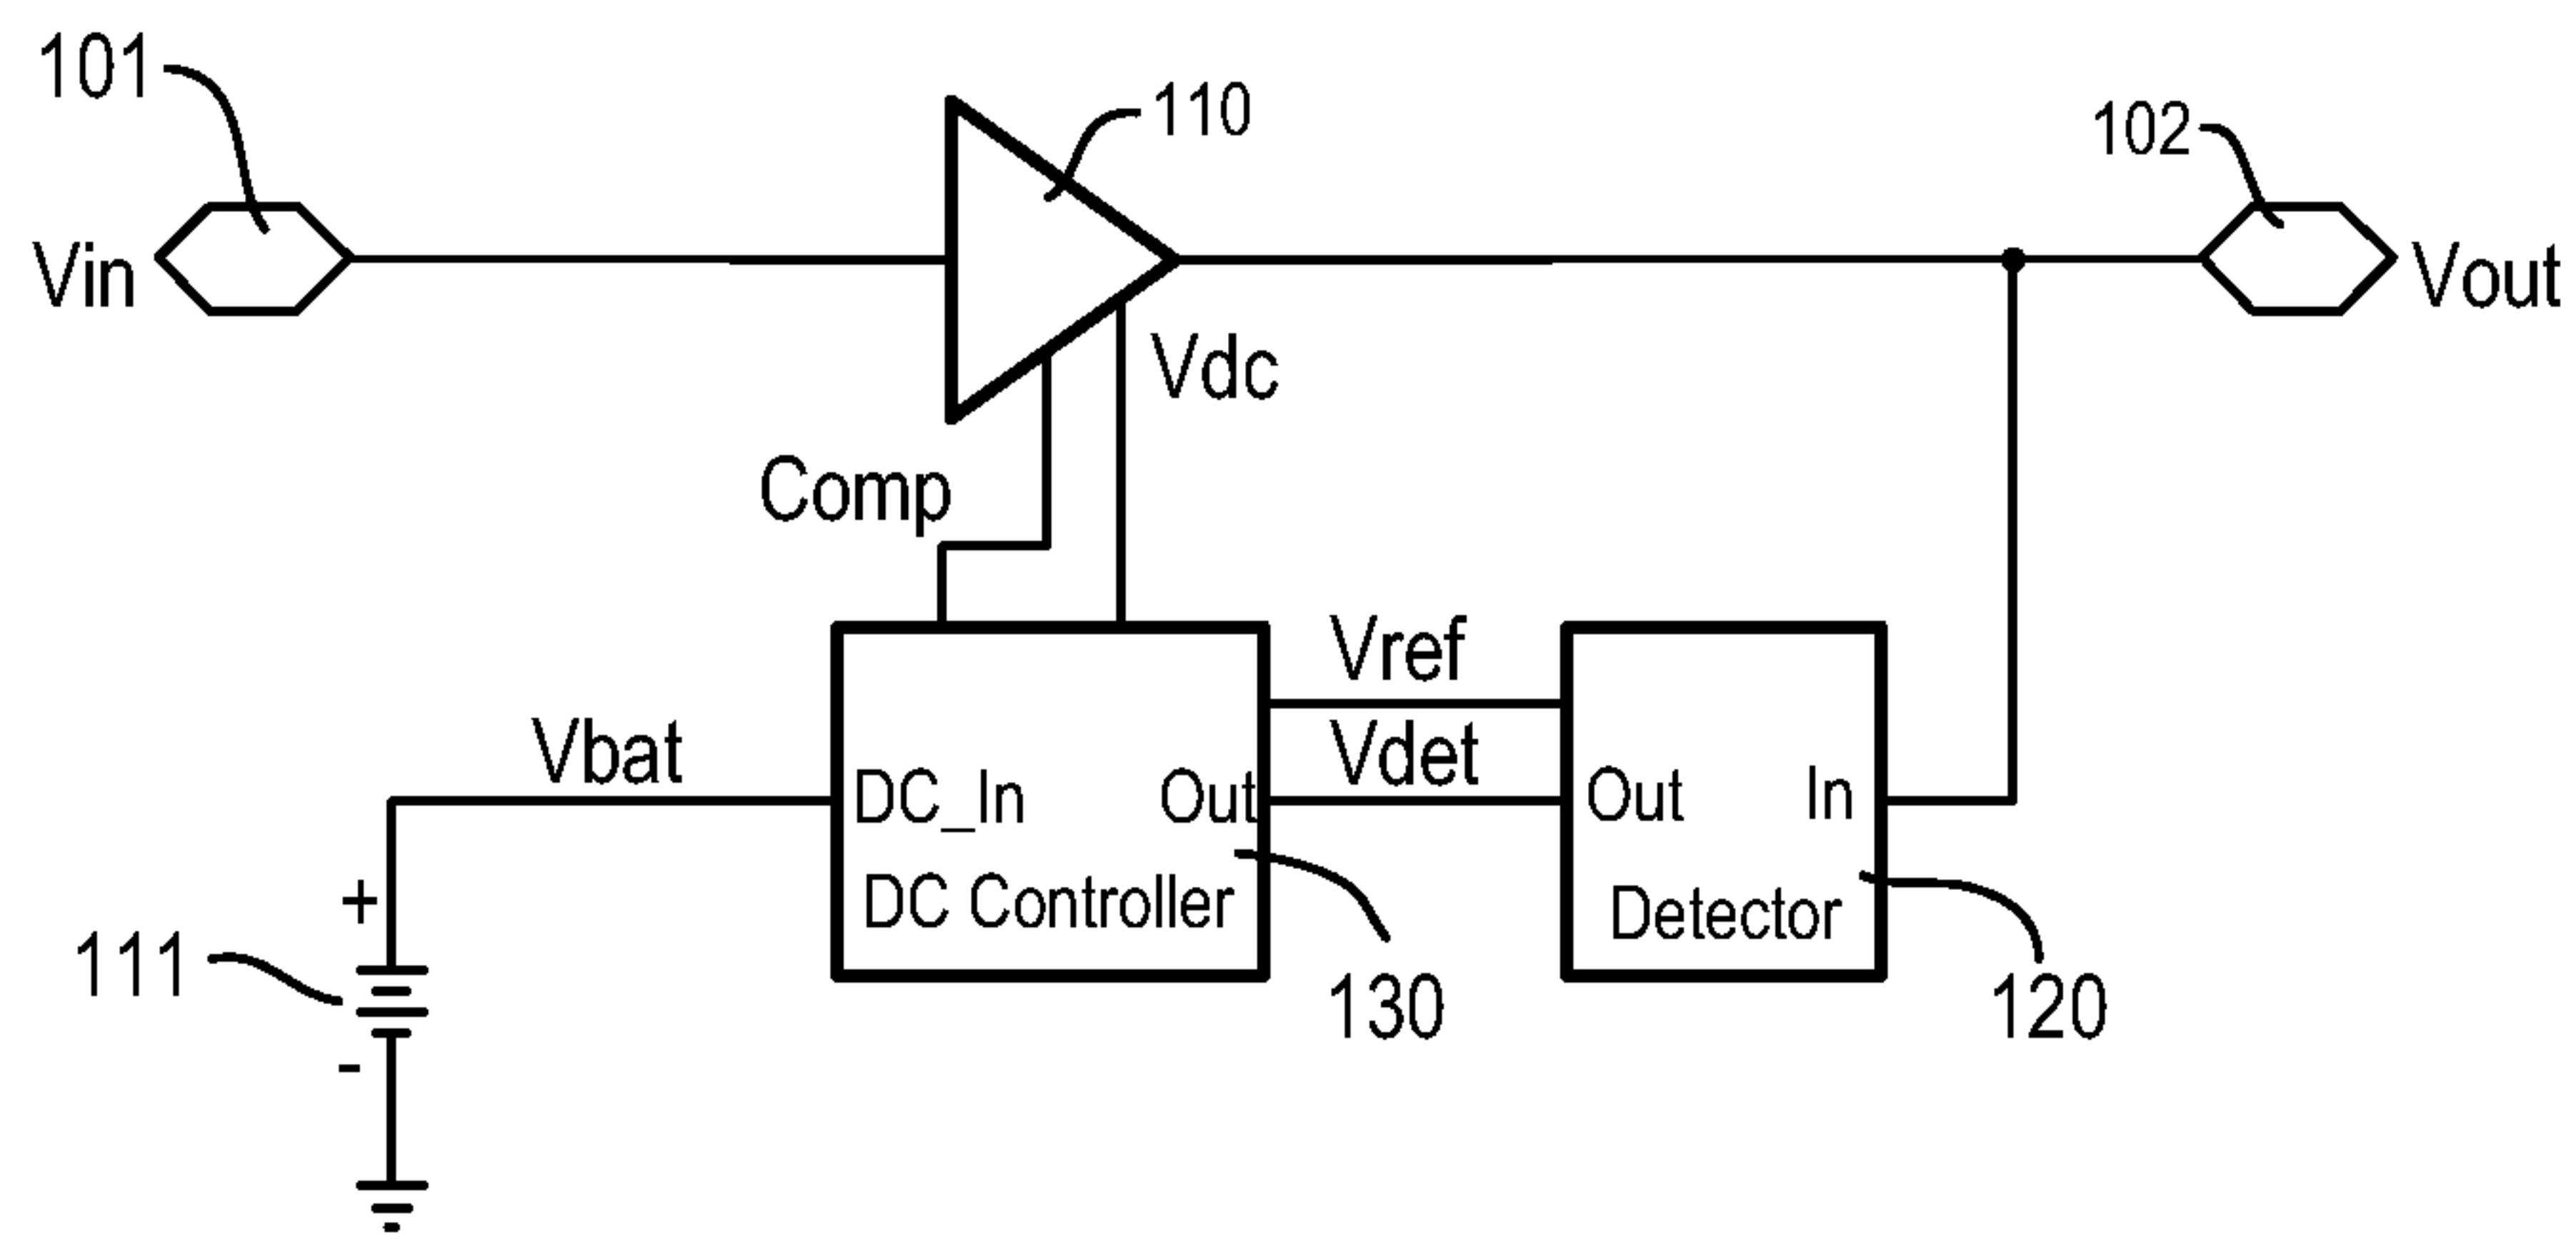 101
110
102
Vin
Vout
Vdc
Comp
Vref
Vbat
Vdet
DC_In
Out
Out
In
DC Controller
Detector
+
111
-
130
120